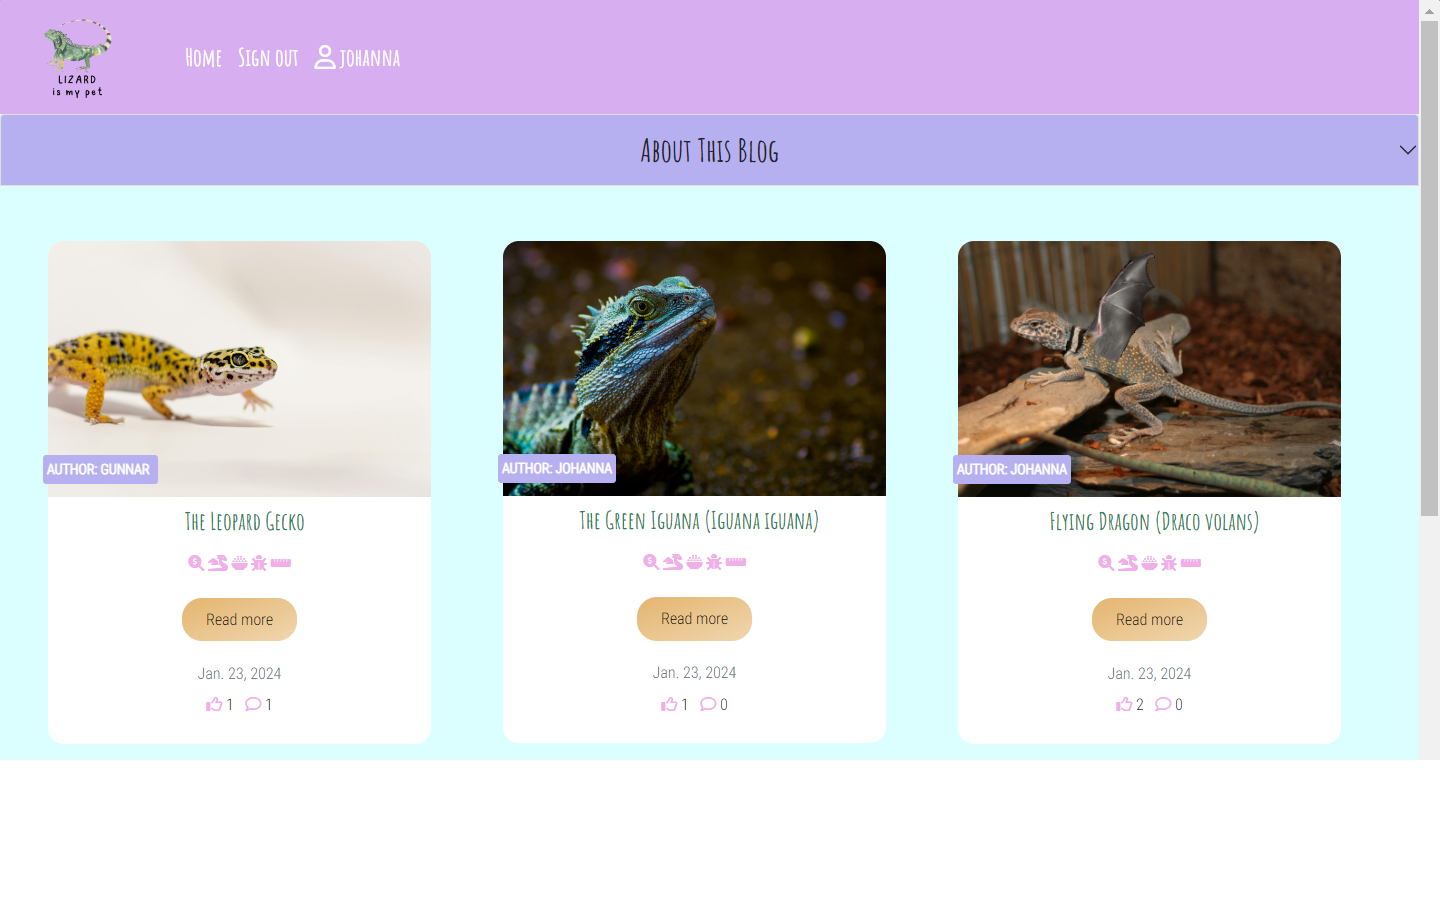 LIZARD
is my pet
Home Sign out johanna
About This Blog
AUTHOR: GUNNAR
The Leopard Gecko
Read more
Jan. 23, 2024
1 1
AUTHOR: JOHANNA
The Green Iguana (Iguana iguana)
Read more
Jan. 23, 2024
1 0
AUTHOR: JOHANNA
Flying Dragon (Draco volans)
Read more
Jan. 23, 2024
2 0